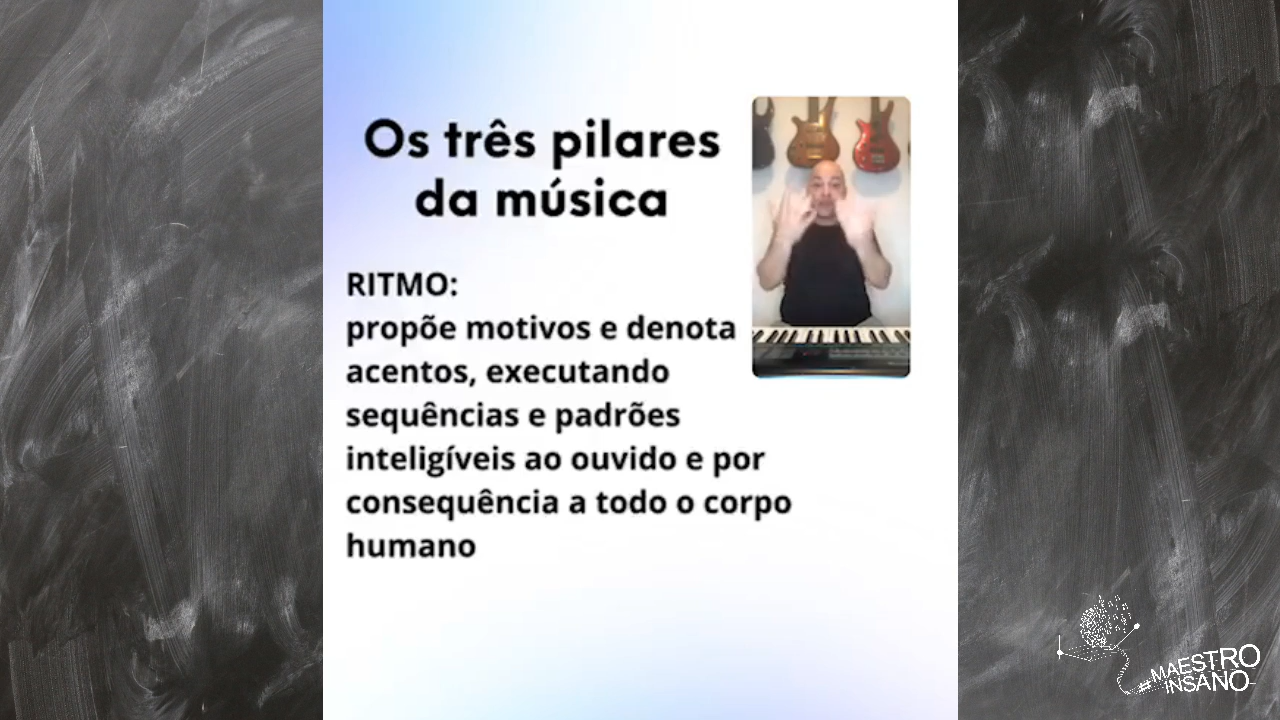 Os três pilares
da música
RITMO:
propõe motivos e denota
acentos, executando
sequências e padrões
inteligíveis ao ouvido e por
consequência a todo o corpo
humano
#MAESTRO
INSANO